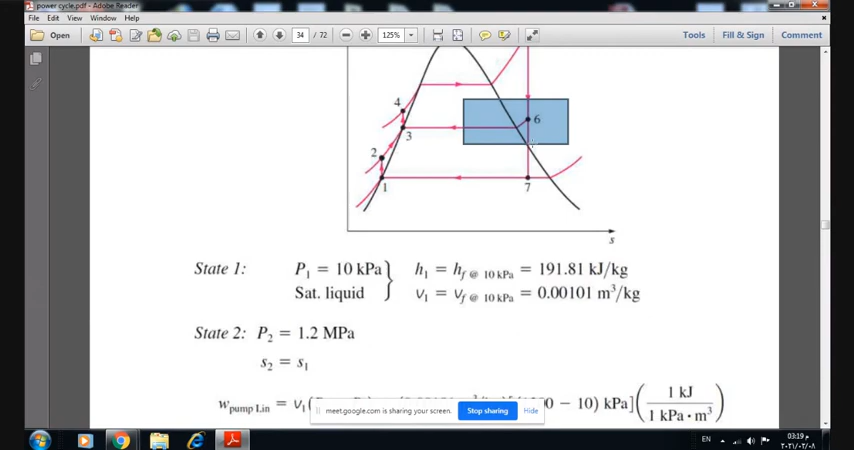 power cycle.pdf - Adobe Reader
File Edit View Window Help
Open 34 / 72 125% Tools Fill & Sign Comment
4
6
3
2
1
7
s
State 1: P1 = 10 kPa } h1 = hf @ 10 kPa = 191.81 kJ/kg
Sat. liquid v1 = vf @ 10 kPa = 0.00101 m³/kg
State 2: P2 = 1.2 MPa
s2 = s1
wpump I,in = v1( 00 − 10) kPa] ( 1 kJ / 1 kPa · m³ )
meet.google.com is sharing your screen. Stop sharing Hide
EN 03:19 م
٢٠٢١/٠٣/٠٨